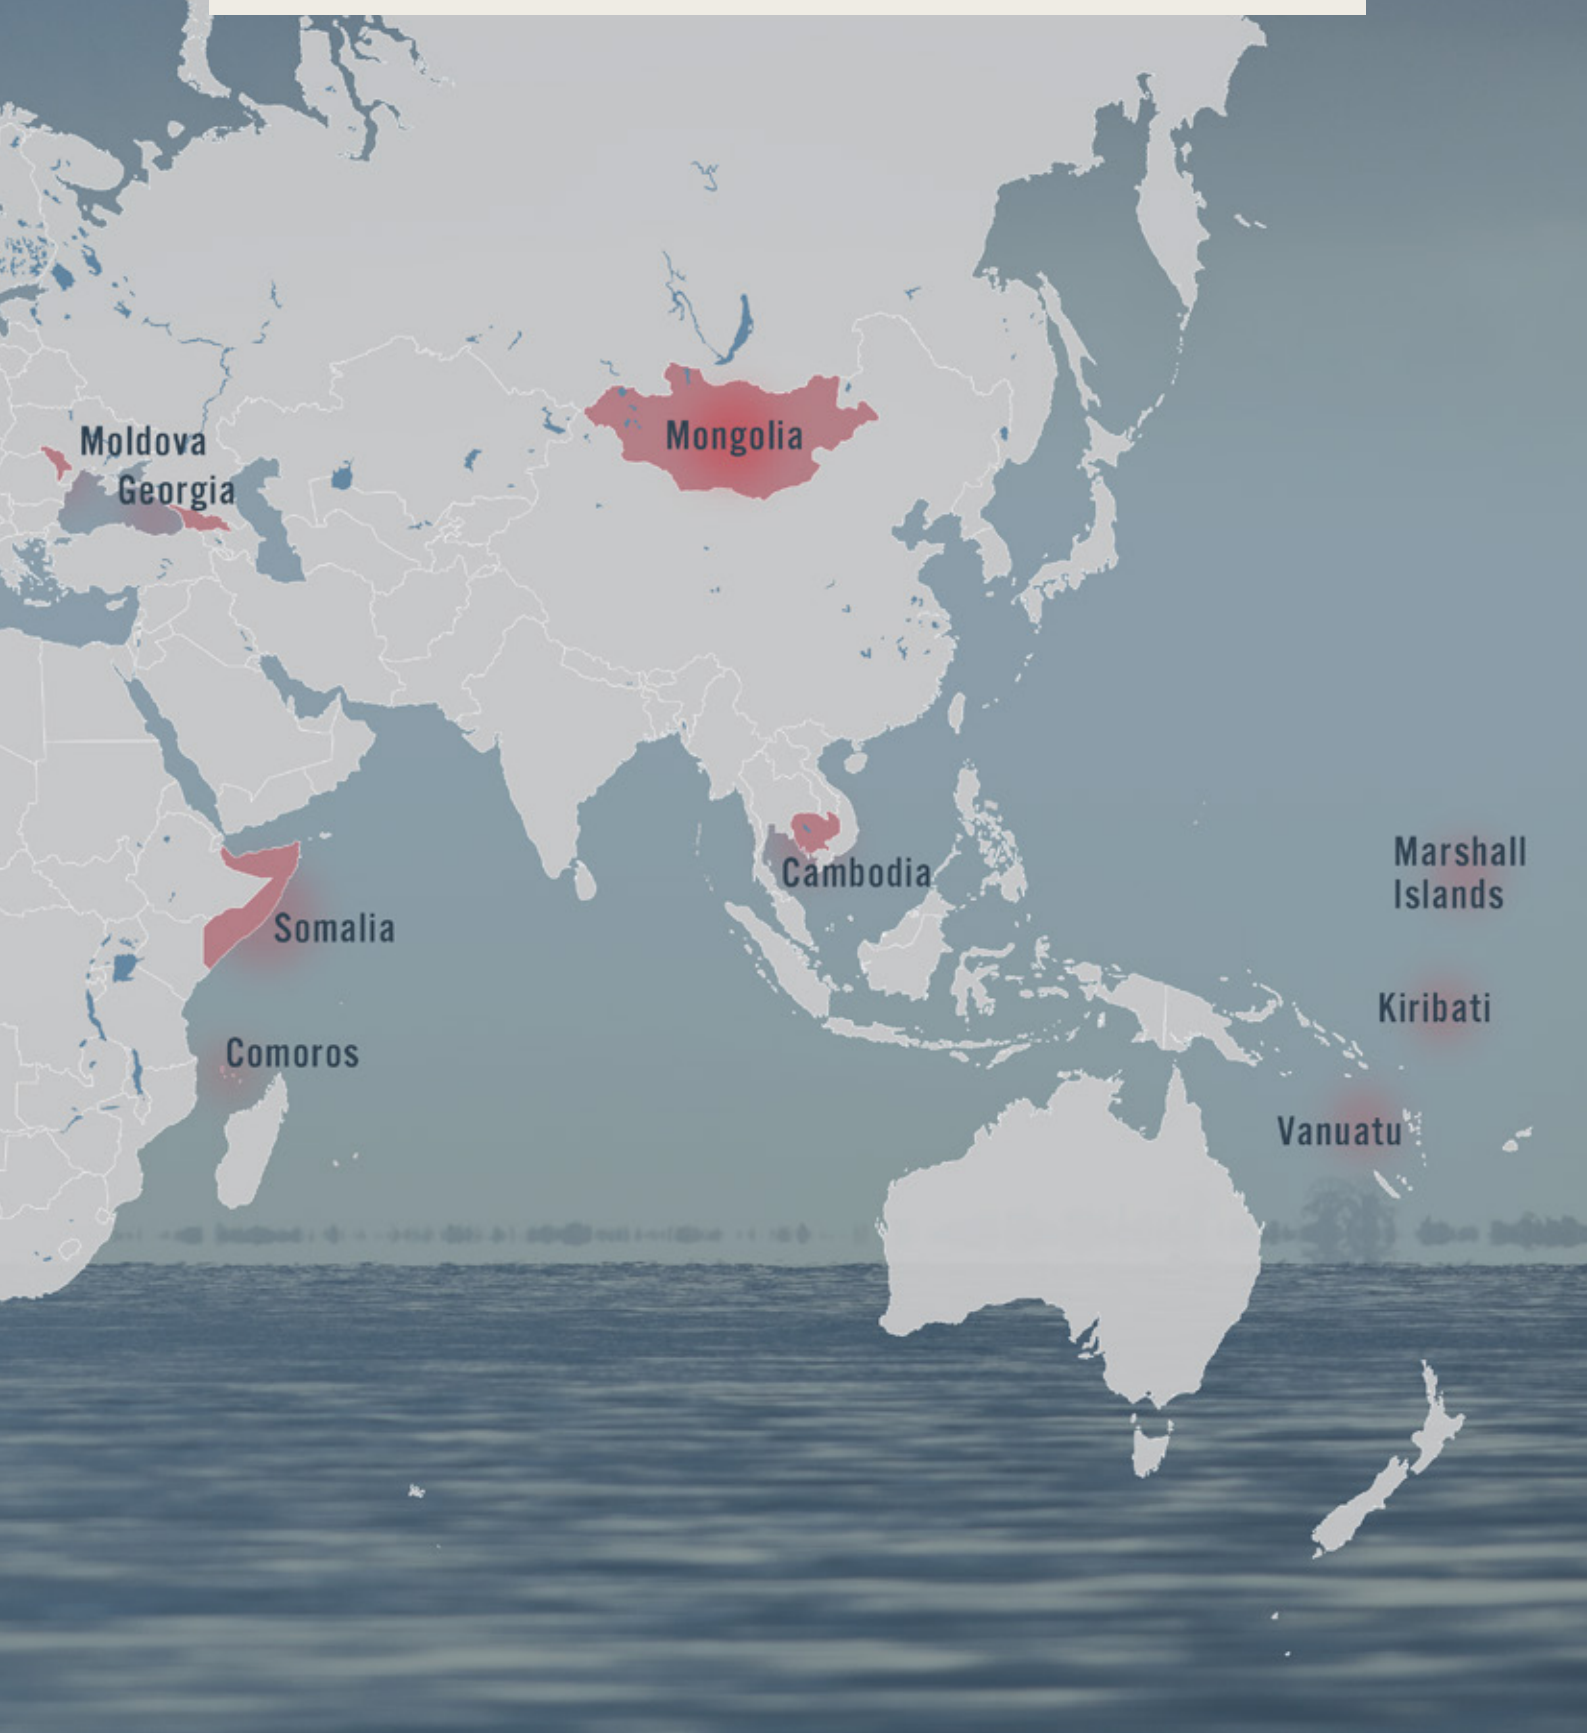 Moldova
Georgia
Mongolia
Cambodia
Somalia
Comoros
Marshall
Islands
Kiribati
Vanuatu